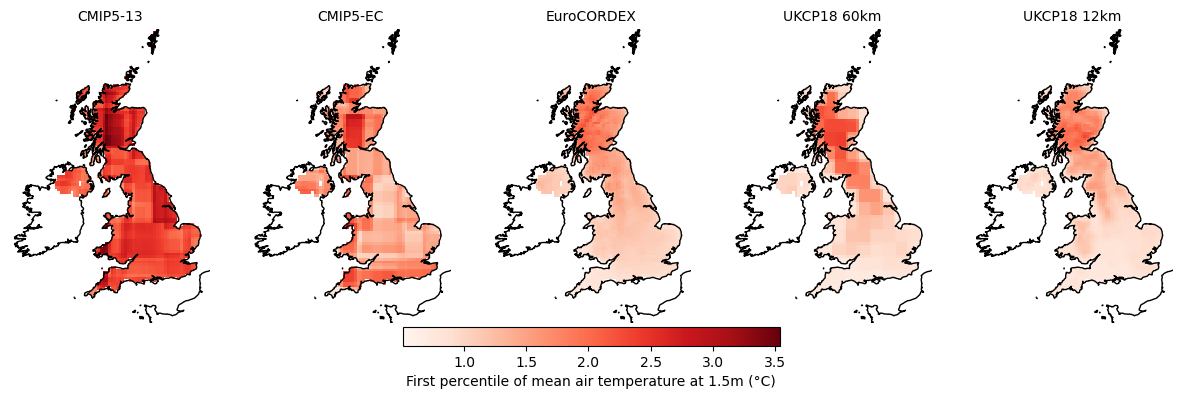 CMIP5-13 CMIP5-EC EuroCORDEX UKCP18 60km UKCP18 12km
1.0 1.5 2.0 2.5 3.0 3.5
First percentile of mean air temperature at 1.5m (°C)